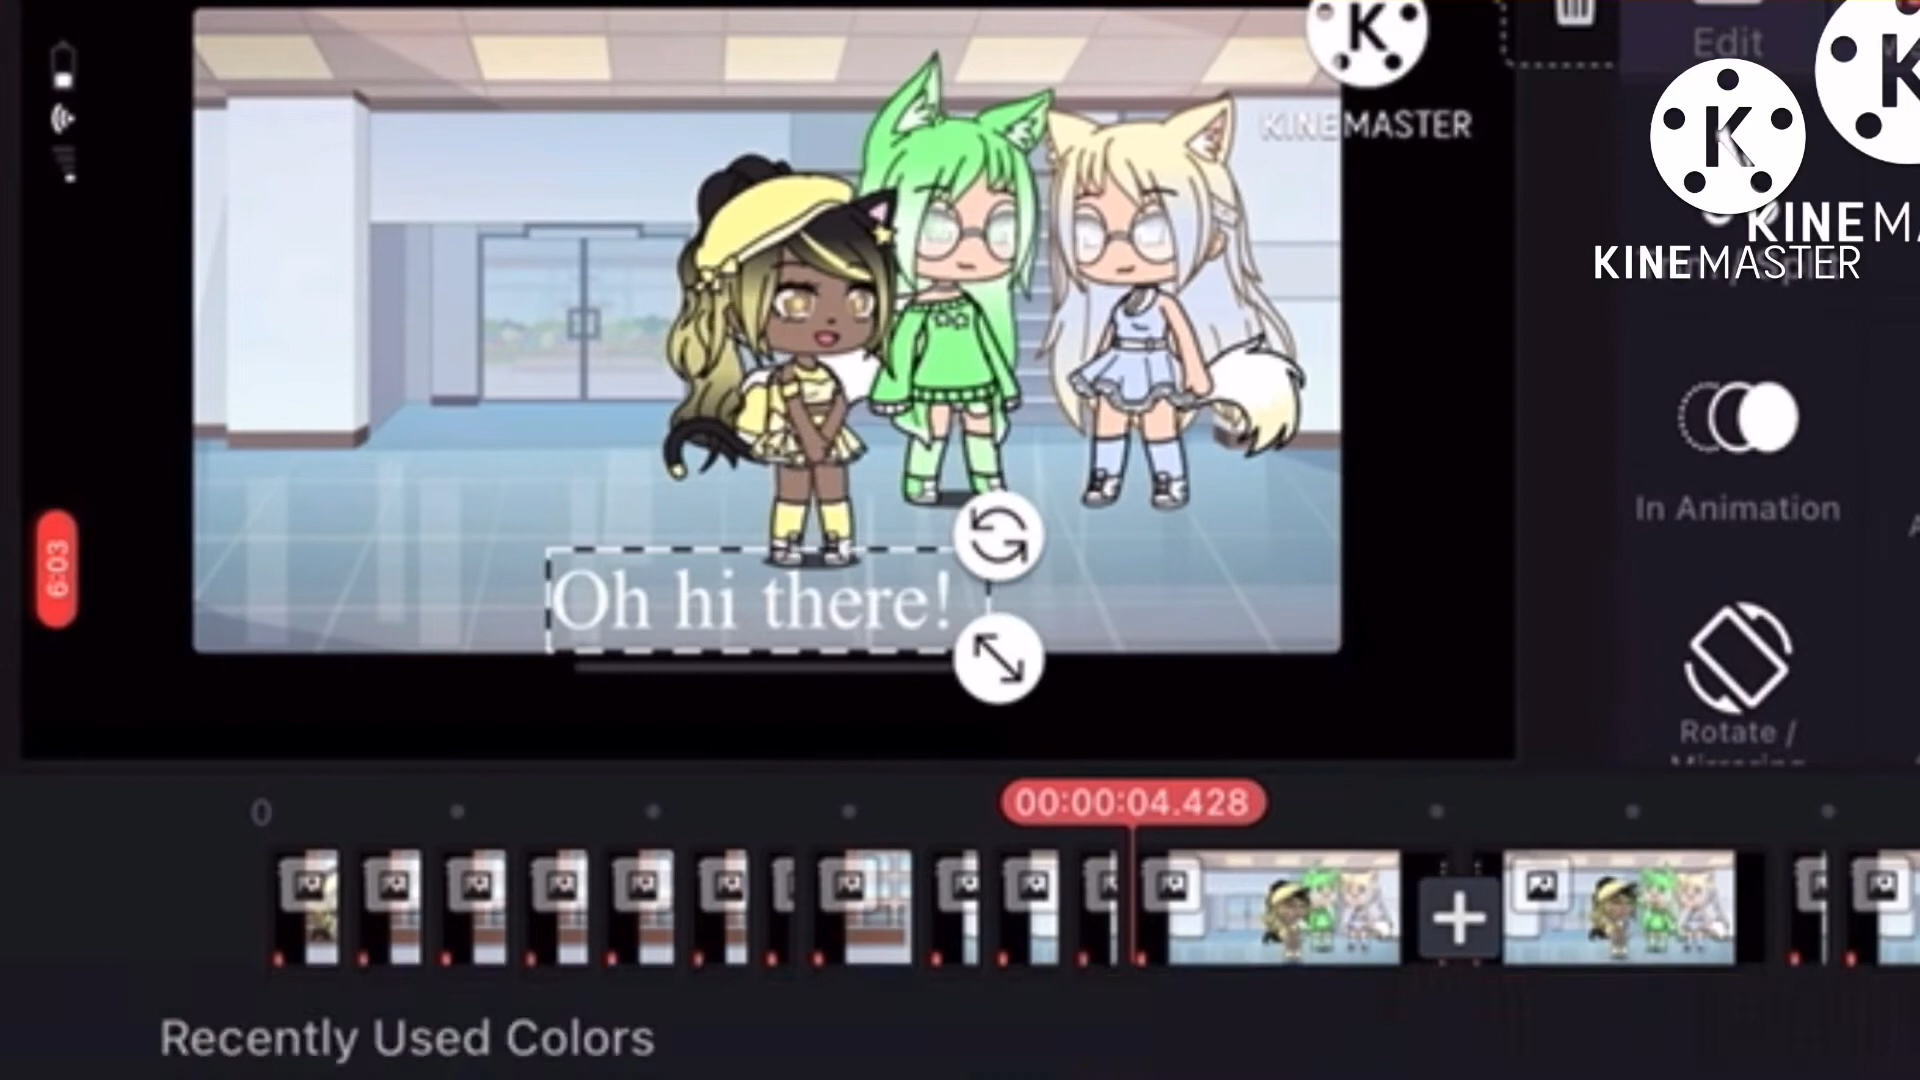 K
KINEMASTER
Edit
K
KINEMASTER
K
KINEMA
In Animation
Rotate /
Mirroring
6:03
Oh hi there!
0
00:00:04.428
Recently Used Colors